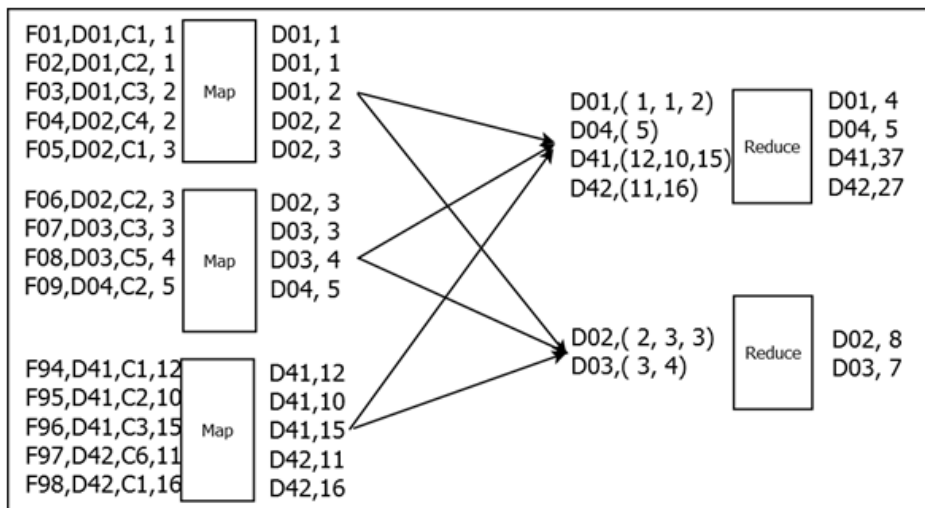 F01,D01,C1, 1
F02,D01,C2, 1
F03,D01,C3, 2
F04,D02,C4, 2
F05,D02,C1, 3
Map
D01, 1
D01, 1
D01, 2
D02, 2
D02, 3
F06,D02,C2, 3
F07,D03,C3, 3
F08,D03,C5, 4
F09,D04,C2, 5
Map
D02, 3
D03, 3
D03, 4
D04, 5
F94,D41,C1,12
F95,D41,C2,10
F96,D41,C3,15
F97,D42,C6,11
F98,D42,C1,16
Map
D41,12
D41,10
D41,15
D42,11
D42,16
D01,( 1, 1, 2)
D04,( 5)
D41,(12,10,15)
D42,(11,16)
Reduce
D01, 4
D04, 5
D41,37
D42,27
D02,( 2, 3, 3)
D03,( 3, 4)
Reduce
D02, 8
D03, 7